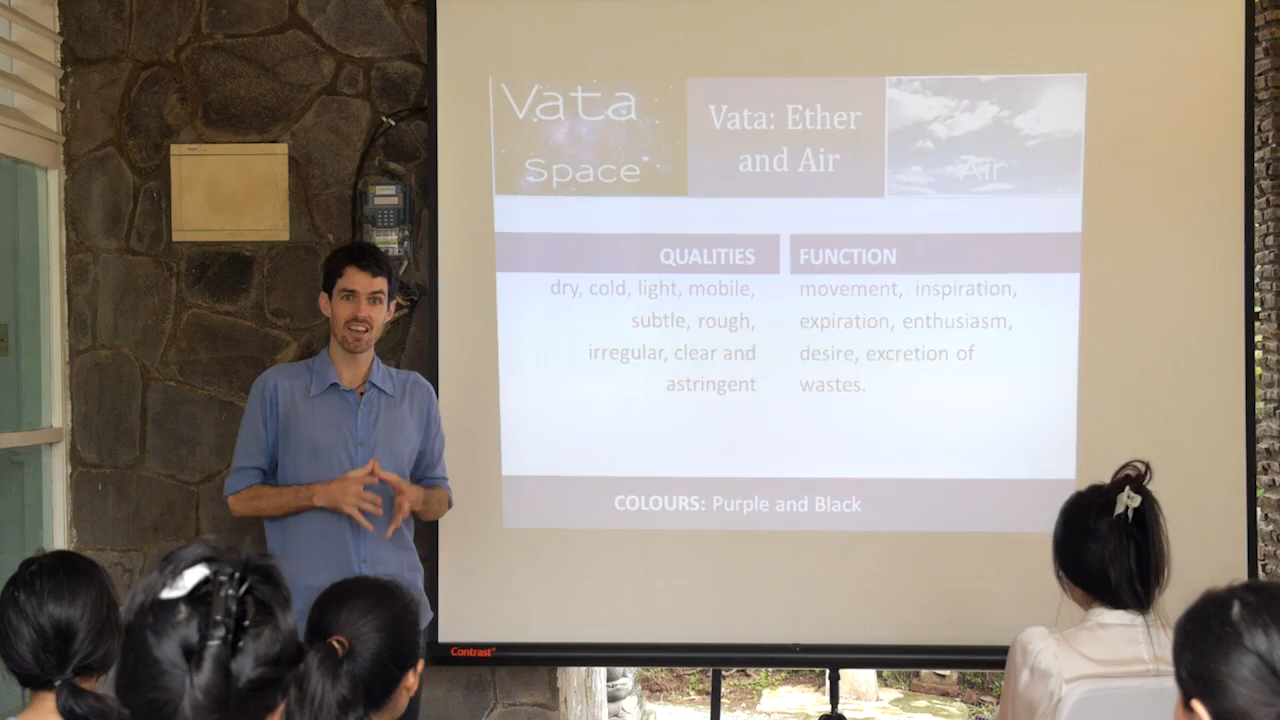 Vata
Space
Vata: Ether
and Air
Air
QUALITIES
dry, cold, light, mobile,
subtle, rough,
irregular, clear and
astringent
FUNCTION
movement, inspiration,
expiration, enthusiasm,
desire, excretion of
wastes.
COLOURS: Purple and Black
Contrast